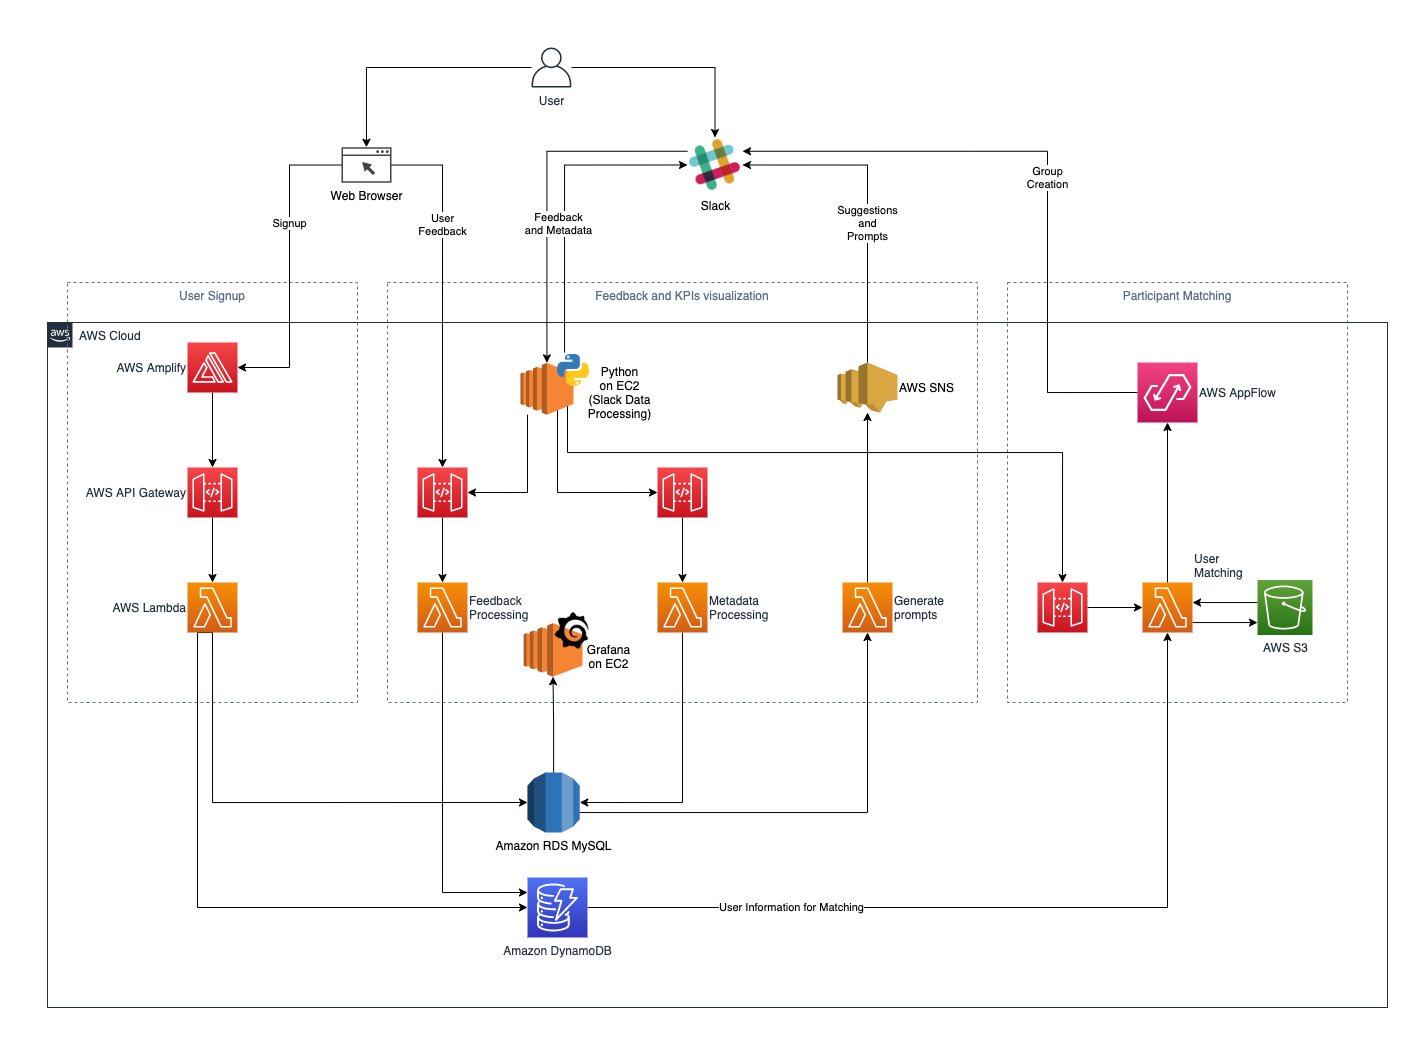 User
Web Browser
Slack
Group
Creation
Signup
User
Feedback
Feedback
and Metadata
Suggestions
and
Prompts
User Signup
Feedback and KPIs visualization
Participant Matching
aws
AWS Cloud
AWS Amplify
Python
on EC2
(Slack Data
Processing)
AWS SNS
AWS AppFlow
AWS API Gateway
</>
</>
</>
</>
User
Matching
AWS Lambda
Feedback
Processing
Metadata
Processing
Generate
prompts
Grafana
on EC2
AWS S3
Amazon RDS MySQL
User Information for Matching
Amazon DynamoDB